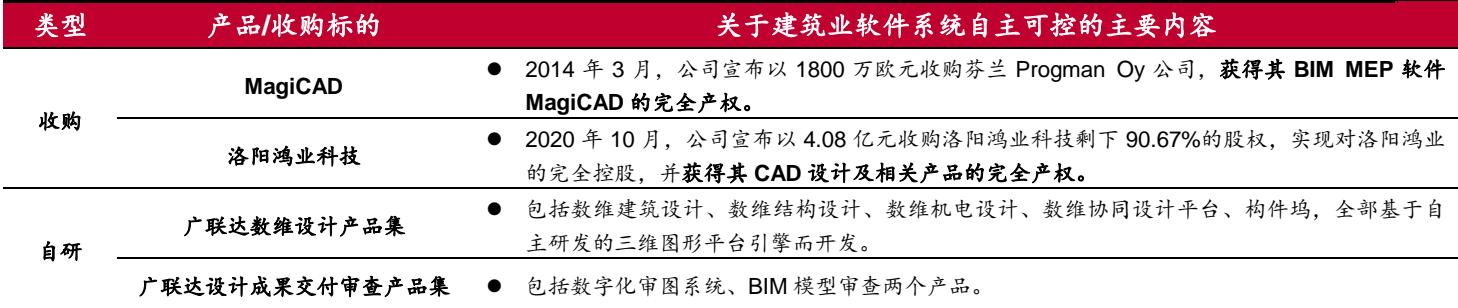 类型 产品/收购标的 关于建筑业软件系统自主可控的主要内容
收购
MagiCAD
● 2014 年 3 月，公司宣布以 1800 万欧元收购芬兰 Progman Oy 公司，获得其 BIM MEP 软件
MagiCAD 的完全产权。
洛阳鸿业科技
● 2020 年 10 月，公司宣布以 4.08 亿元收购洛阳鸿业科技剩下 90.67%的股权，实现对洛阳鸿业
的完全控股，并获得其 CAD 设计及相关产品的完全产权。
自研
广联达数维设计产品集
● 包括数维建筑设计、数维结构设计、数维机电设计、数维协同设计平台、构件坞，全部基于自
主研发的三维图形平台引擎而开发。
广联达设计成果交付审查产品集
● 包括数字化审图系统、BIM 模型审查两个产品。